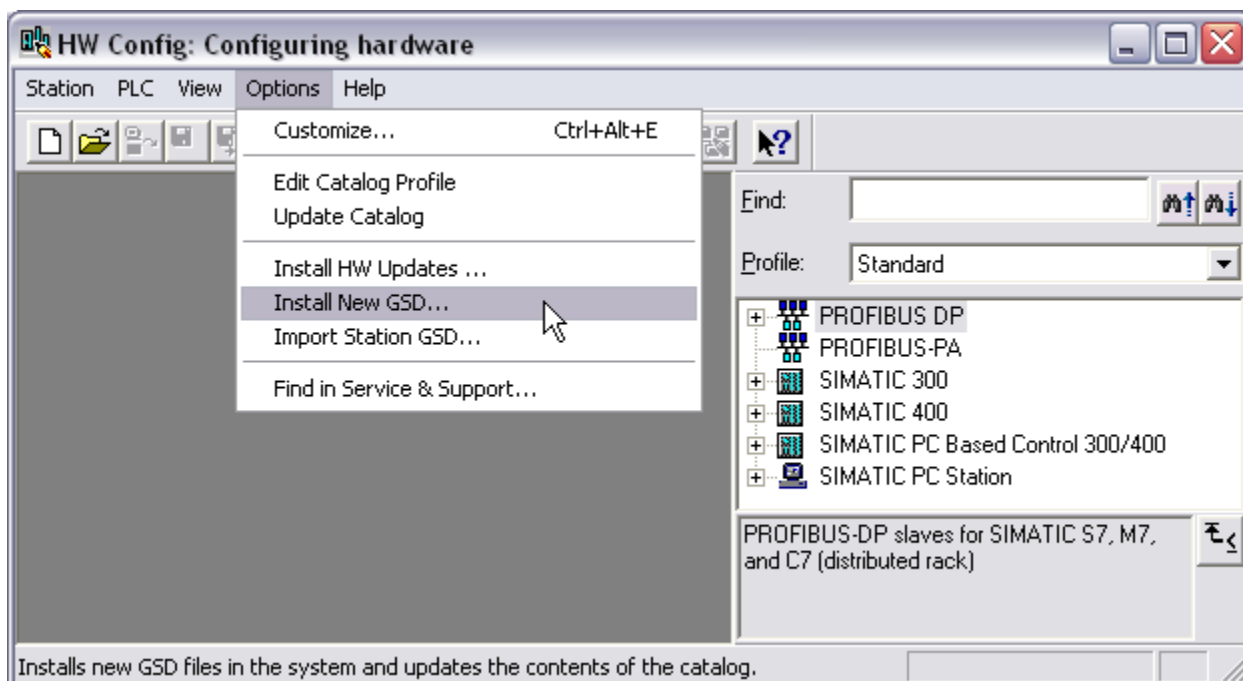 HW Config: Configuring hardware
Station PLC View Options Help
Customize... Ctrl+Alt+E
Edit Catalog Profile
Update Catalog
Install HW Updates ...
Install New GSD...
Import Station GSD...
Find in Service & Support...
Find:
Profile: Standard
PROFIBUS DP
PROFIBUS-PA
SIMATIC 300
SIMATIC 400
SIMATIC PC Based Control 300/400
SIMATIC PC Station
PROFIBUS-DP slaves for SIMATIC S7, M7,
and C7 (distributed rack)
Installs new GSD files in the system and updates the contents of the catalog.